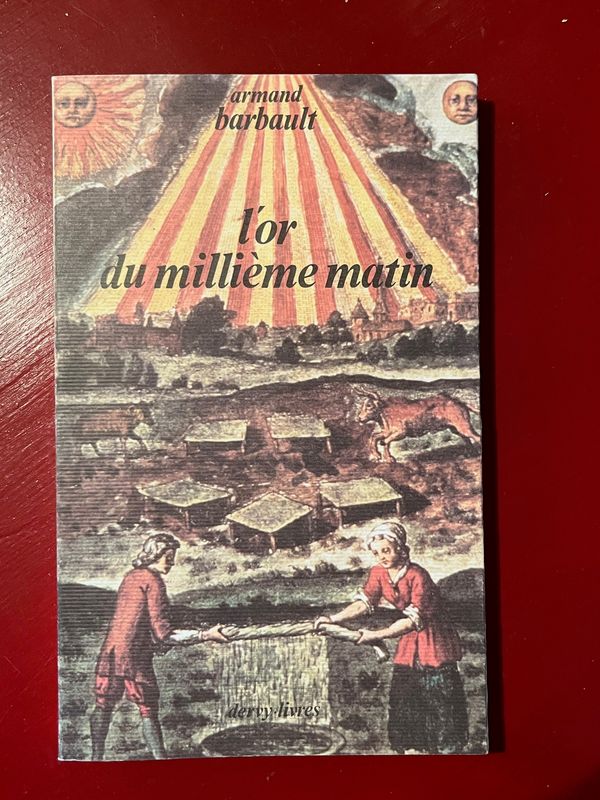 armand
barbault
l'or
du millième matin
dervy-livres